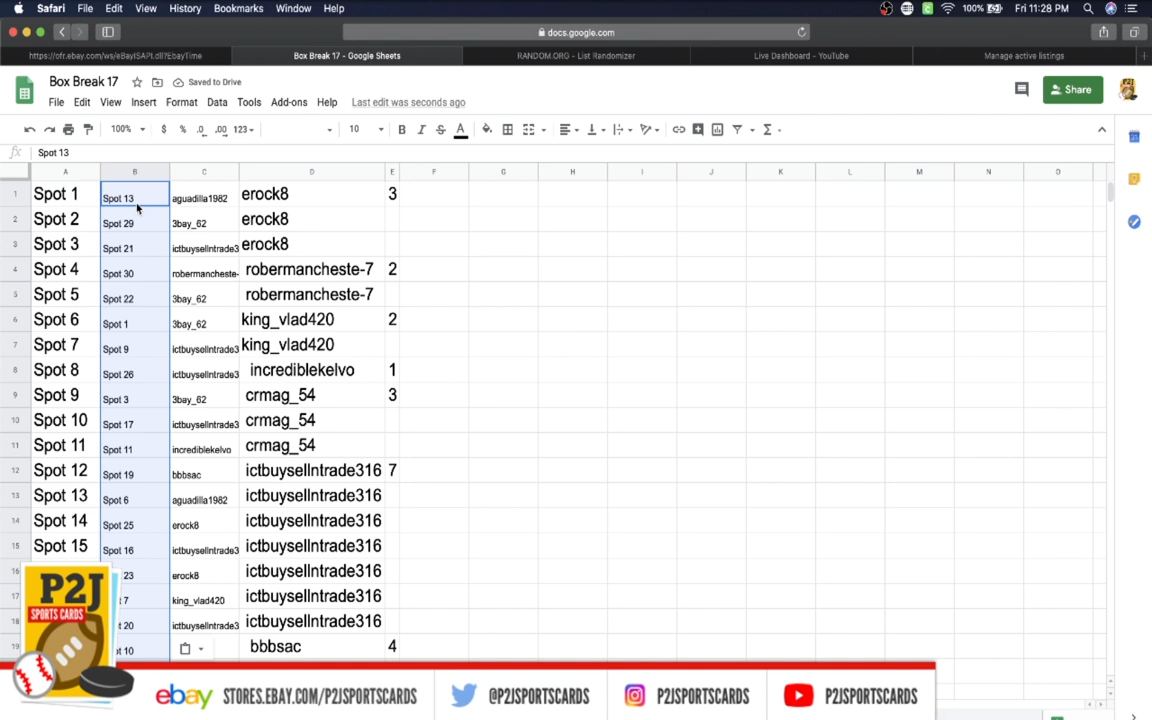 Safari File Edit View History Bookmarks Window Help 100% Fri 11:28 PM
docs.google.com
https://ofr.ebay.com/ws/eBayISAPI.dll?EbayTime Box Break 17 - Google Sheets RANDOM.ORG - List Randomizer Live Dashboard - YouTube Manage active listings
Box Break 17 Saved to Drive
File Edit View Insert Format Data Tools Add-ons Help Last edit was seconds ago
Share
100% $ % .0 .00 123 10 B I S A
fx Spot 13
A B C D E F G H I J K L M N O
1 Spot 1 Spot 13 aguadilla1982 erock8 3
2 Spot 2 Spot 29 3bay_62 erock8
3 Spot 3 Spot 21 ictbuysellntrade3 erock8
4 Spot 4 Spot 30 robermancheste- robermancheste-7 2
5 Spot 5 Spot 22 3bay_62 robermancheste-7
6 Spot 6 Spot 1 3bay_62 king_vlad420 2
7 Spot 7 Spot 9 ictbuysellntrade3 king_vlad420
8 Spot 8 Spot 26 ictbuysellntrade3 incrediblekelvo 1
9 Spot 9 Spot 3 3bay_62 crmag_54 3
10 Spot 10 Spot 17 ictbuysellntrade3 crmag_54
11 Spot 11 Spot 11 incrediblekelvo crmag_54
12 Spot 12 Spot 19 bbbsac ictbuysellntrade316 7
13 Spot 13 Spot 6 aguadilla1982 ictbuysellntrade316
14 Spot 14 Spot 25 erock8 ictbuysellntrade316
15 Spot 15 Spot 16 ictbuysellntrade3 ictbuysellntrade316
16 23 erock8 ictbuysellntrade316
17 t 7 king_vlad420 ictbuysellntrade316
18 t 20 ictbuysellntrade3 ictbuysellntrade316
19 ot 10 bbbsac 4
P2J
SPORTS CARDS
ebay STORES.EBAY.COM/P2JSPORTSCARDS @P2JSPORTSCARDS P2JSPORTSCARDS P2JSPORTSCARDS